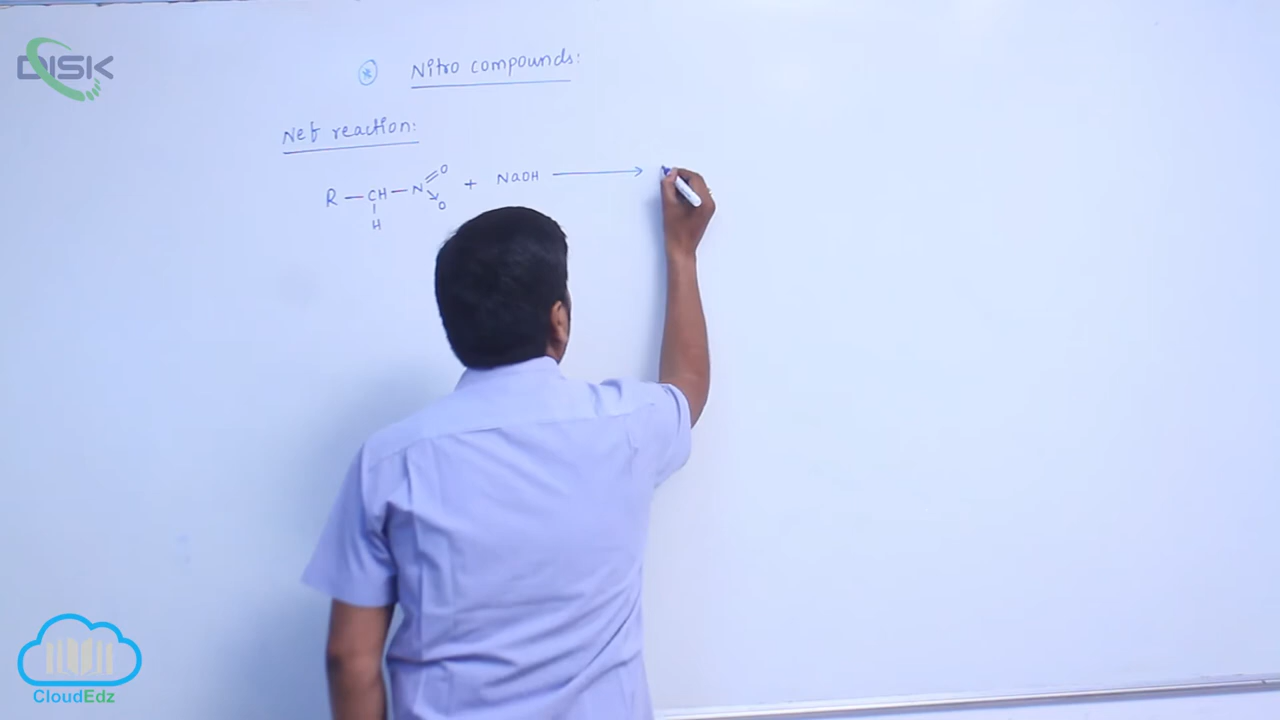 DISK
* Nitro compounds:
Nef reaction:
R — CH — N = O + NaOH →
O
H
CloudEdz